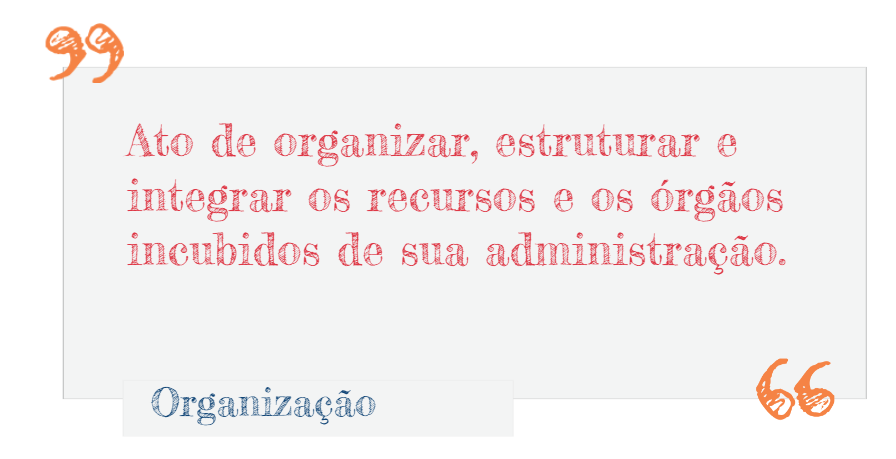 Ato de organizar, estruturar e
integrar os recursos e os órgãos
incubidos de sua administração.
Organização